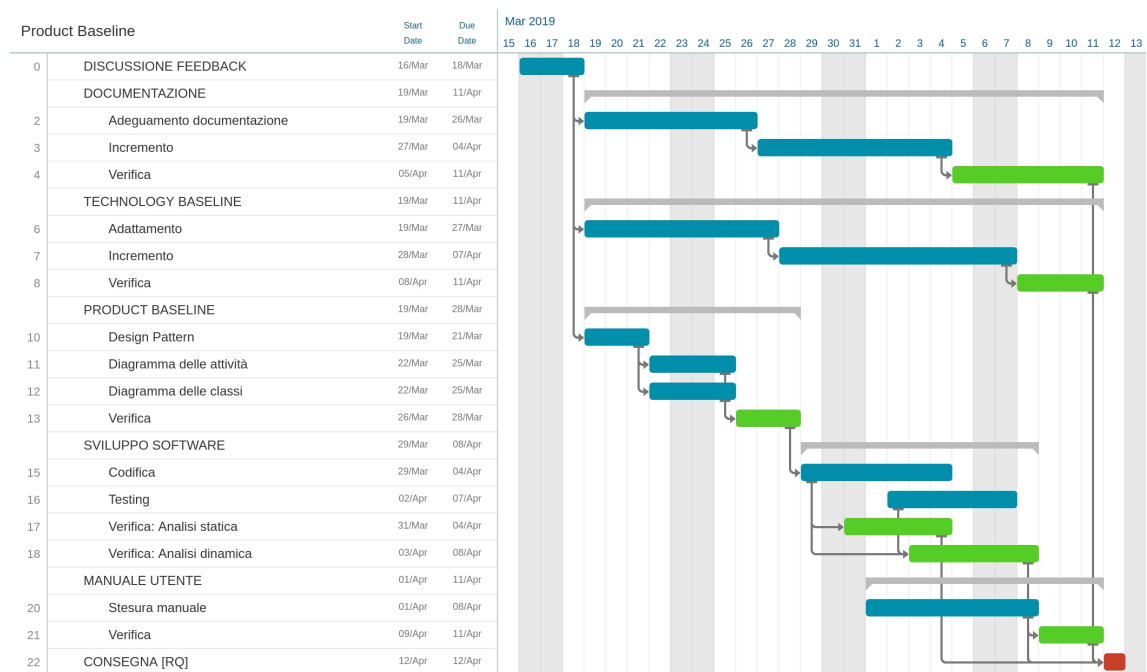 Product Baseline Start Date Due Date Mar 2019
15 16 17 18 19 20 21 22 23 24 25 26 27 28 29 30 31 1 2 3 4 5 6 7 8 9 10 11 12 13
0 DISCUSSIONE FEEDBACK 16/Mar 18/Mar
DOCUMENTAZIONE 19/Mar 11/Apr
2 Adeguamento documentazione 19/Mar 26/Mar
3 Incremento 27/Mar 04/Apr
4 Verifica 05/Apr 11/Apr
TECHNOLOGY BASELINE 19/Mar 11/Apr
6 Adattamento 19/Mar 27/Mar
7 Incremento 28/Mar 07/Apr
8 Verifica 08/Apr 11/Apr
PRODUCT BASELINE 19/Mar 28/Mar
10 Design Pattern 19/Mar 21/Mar
11 Diagramma delle attività 22/Mar 25/Mar
12 Diagramma delle classi 22/Mar 25/Mar
13 Verifica 26/Mar 28/Mar
SVILUPPO SOFTWARE 29/Mar 08/Apr
15 Codifica 29/Mar 04/Apr
16 Testing 02/Apr 07/Apr
17 Verifica: Analisi statica 31/Mar 04/Apr
18 Verifica: Analisi dinamica 03/Apr 08/Apr
MANUALE UTENTE 01/Apr 11/Apr
20 Stesura manuale 01/Apr 08/Apr
21 Verifica 09/Apr 11/Apr
22 CONSEGNA [RQ] 12/Apr 12/Apr